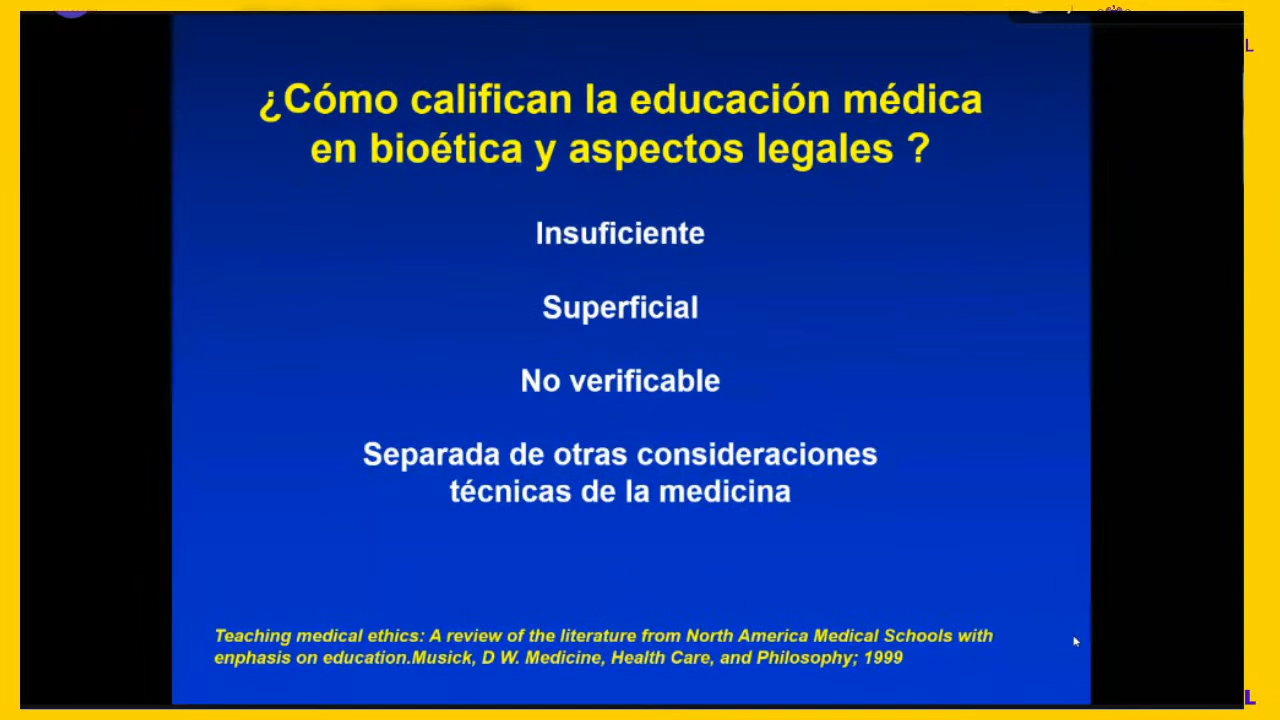 ¿Cómo califican la educación médica
en bioética y aspectos legales ?
Insuficiente
Superficial
No verificable
Separada de otras consideraciones
técnicas de la medicina
Teaching medical ethics: A review of the literature from North America Medical Schools with
enphasis on education.Musick, D W. Medicine, Health Care, and Philosophy; 1999
L
L